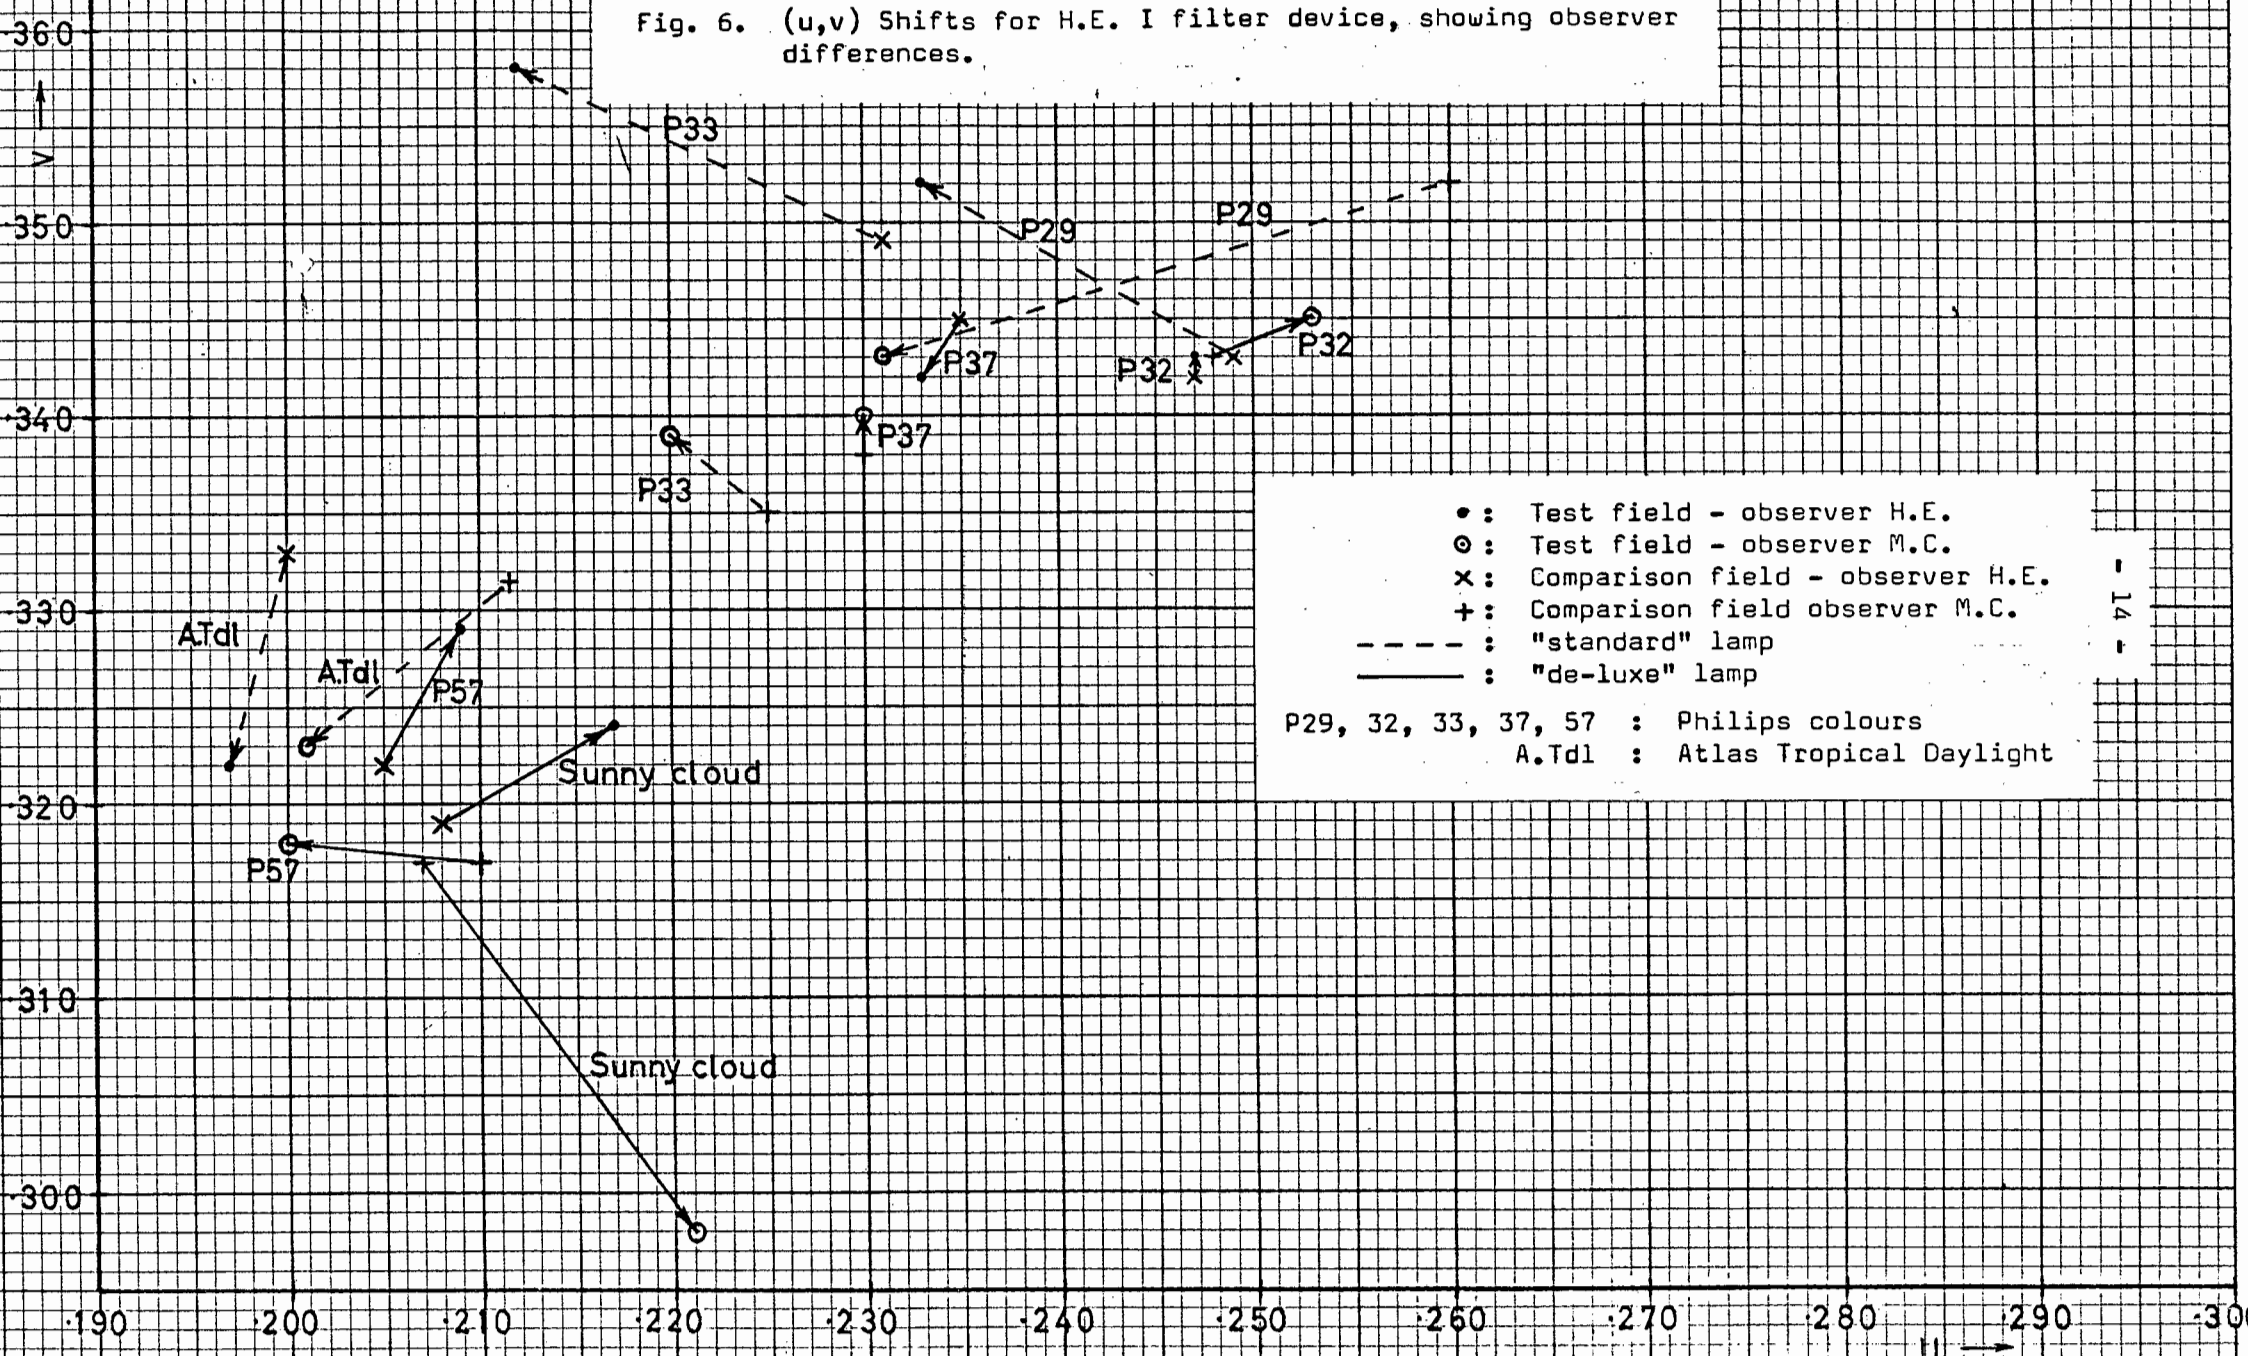 Fig. 6. (u,v) Shifts for H.E. I filter device, showing observer
differences.
·360
·350
·340
·330
·320
·310
·300
v
P33
P29
P29
P37
P32
P32
P37
P33
A.Tdl
A.Tdl
P57
Sunny cloud
P57
Sunny cloud
• : Test field - observer H.E.
⊙ : Test field - observer M.C.
× : Comparison field - observer H.E.
+ : Comparison field observer M.C.
– – – – : "standard" lamp
——— : "de-luxe" lamp
P29, 32, 33, 37, 57 : Philips colours
A.Tdl : Atlas Tropical Daylight
- 14 -
·190 ·200 ·210 ·220 ·230 ·240 ·250 ·260 ·270 ·280 ·290 ·300